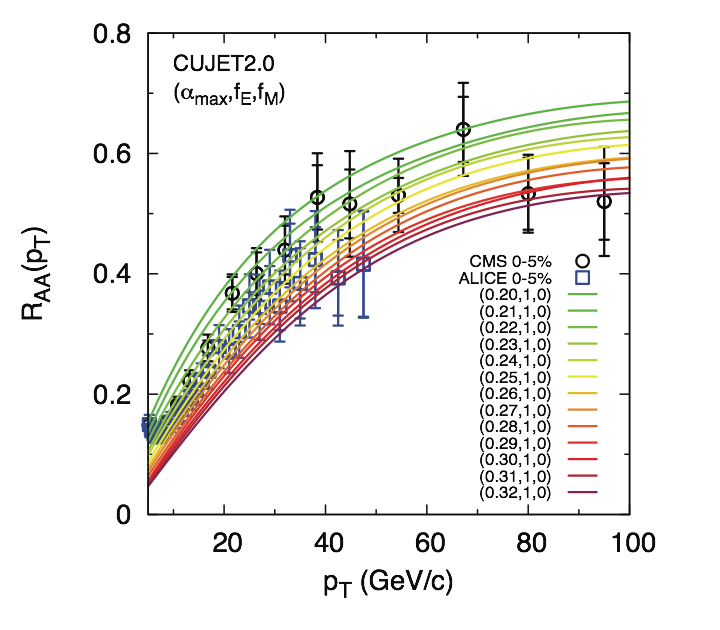 0.8
0.6
0.4
0.2
0
R_AA(p_T)
CUJET2.0
(α_max,f_E,f_M)
CMS 0-5%
ALICE 0-5%
(0.20,1,0)
(0.21,1,0)
(0.22,1,0)
(0.23,1,0)
(0.24,1,0)
(0.25,1,0)
(0.26,1,0)
(0.27,1,0)
(0.28,1,0)
(0.29,1,0)
(0.30,1,0)
(0.31,1,0)
(0.32,1,0)
20 40 60 80 100
p_T (GeV/c)